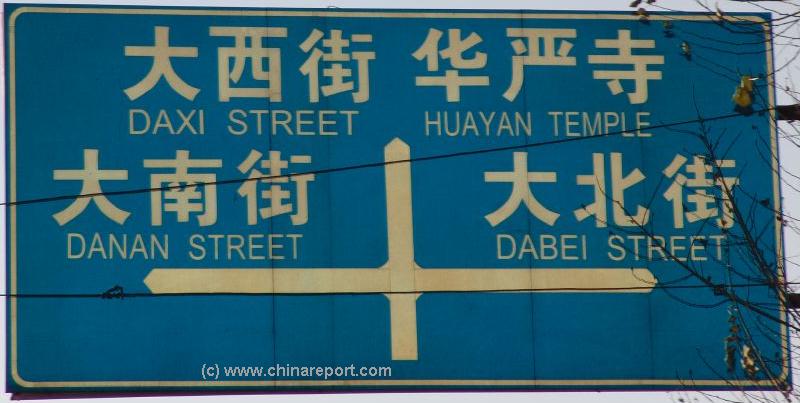 大西街 华严寺
DAXI STREET HUAYAN TEMPLE
大南街 大北街
DANAN STREET DABEI STREET
(c) www.chinareport.com